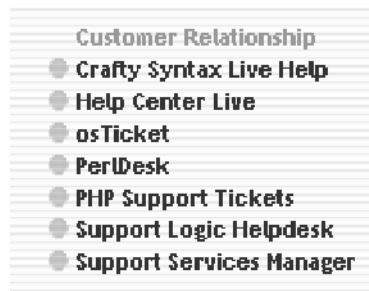 Customer Relationship
Crafty Syntax Live Help
Help Center Live
osTicket
PerlDesk
PHP Support Tickets
Support Logic Helpdesk
Support Services Manager